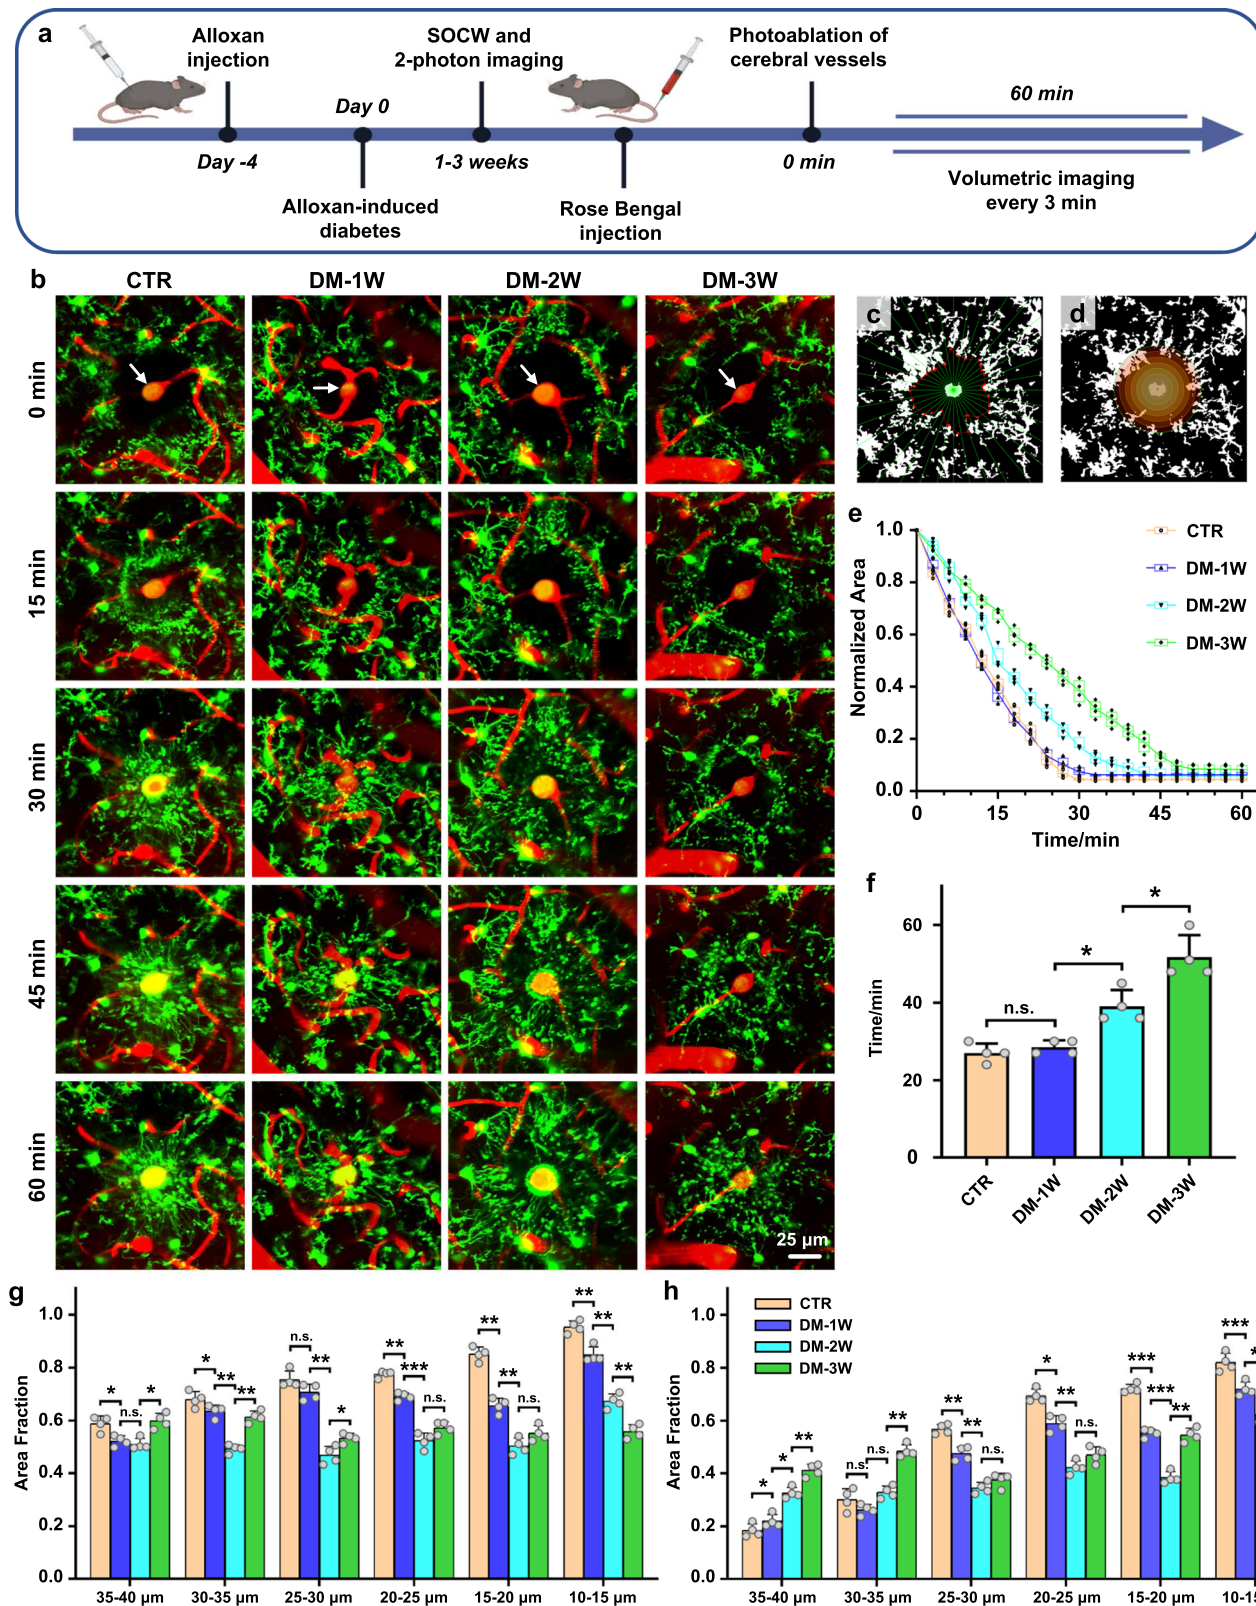 a
Alloxan
injection
SOCW and
2-photon imaging
Photoablation of
cerebral vessels
Day 0
60 min
Day -4
1-3 weeks
0 min
Alloxan-induced
diabetes
Rose Bengal
injection
Volumetric imaging
every 3 min
b
CTR
DM-1W
DM-2W
DM-3W
0 min
15 min
30 min
45 min
60 min
25 µm
c
d
e
1.0
0.8
0.6
0.4
0.2
0.0
Normalized Area
CTR
DM-1W
DM-2W
DM-3W
0
15
30
45
60
Time/min
f
60
40
20
0
Time/min
n.s.
*
*
CTR
DM-1W
DM-2W
DM-3W
g
1.0
0.8
0.6
0.4
0.2
0.0
Area Fraction
* n.s. *
* ** **
n.s. ** *
** *** n.s.
** ** n.s.
** ** **
35-40 µm
30-35 µm
25-30 µm
20-25 µm
15-20 µm
10-15 µm
h
CTR
DM-1W
DM-2W
DM-3W
1.0
0.8
0.6
0.4
0.2
0.0
Area Fraction
* * **
n.s. n.s. **
** ** n.s.
* ** n.s.
*** *** **
*** *
35-40 µm
30-35 µm
25-30 µm
20-25 µm
15-20 µm
10-15